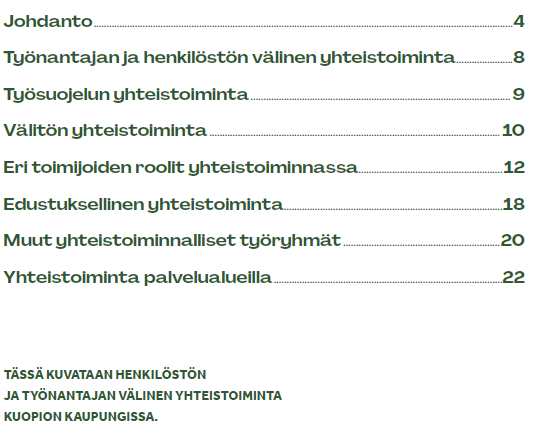 Johdanto 4
Työnantajan ja henkilöstön välinen yhteistoiminta 8
Työsuojelun yhteistoiminta 9
Välitön yhteistoiminta 10
Eri toimijoiden roolit yhteistoiminnassa 12
Edustuksellinen yhteistoiminta 18
Muut yhteistoiminnalliset työryhmät 20
Yhteistoiminta palvelualueilla 22
TÄSSÄ KUVATAAN HENKILÖSTÖN
JA TYÖNANTAJAN VÄLINEN YHTEISTOIMINTA
KUOPION KAUPUNGISSA.